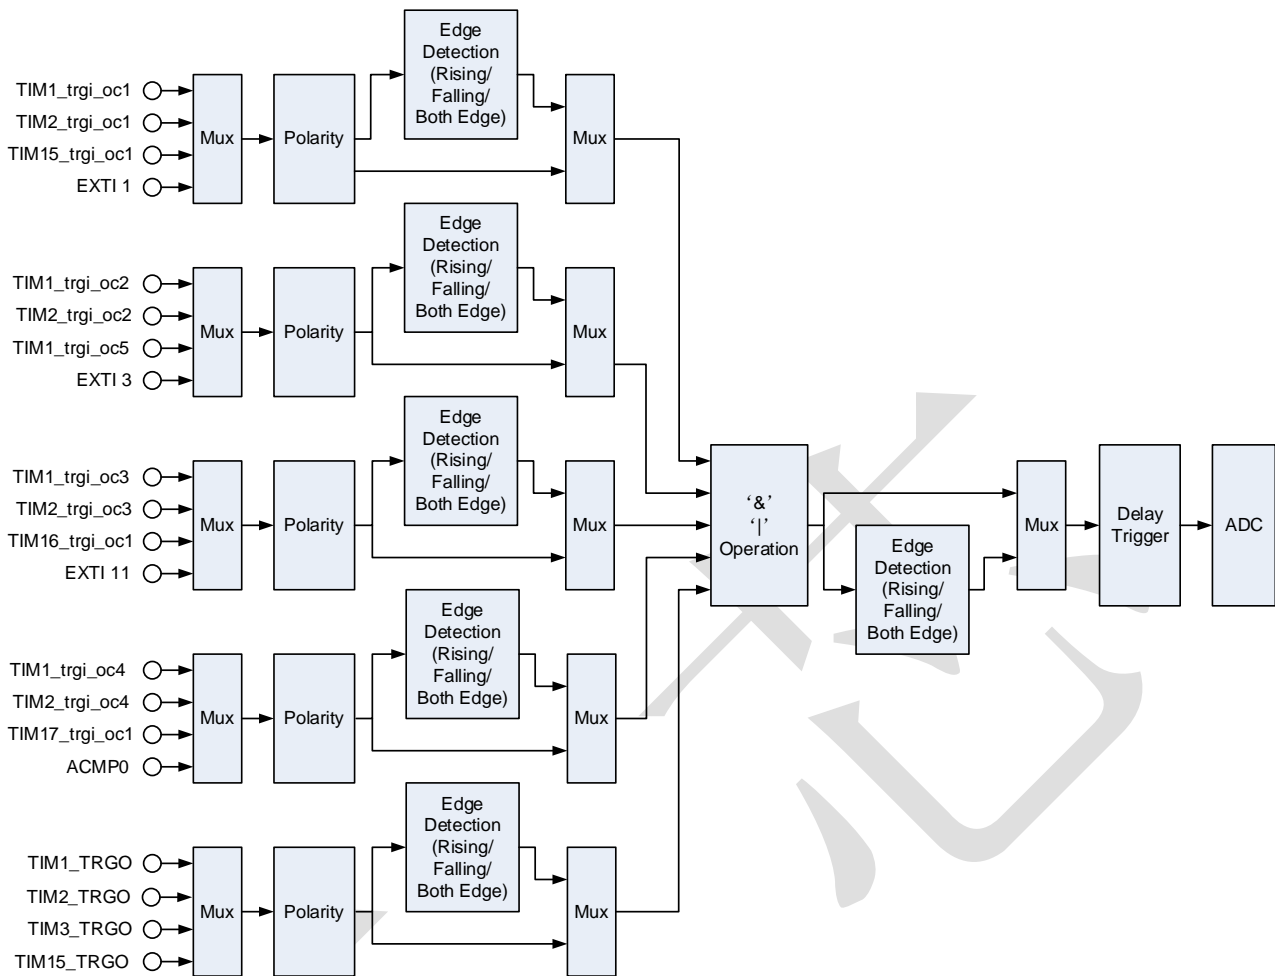 Edge
Detection
(Rising/
Falling/
Both Edge)
TIM1_trgi_oc1
TIM2_trgi_oc1
TIM15_trgi_oc1
EXTI 1
Mux
Polarity
Mux
Edge
Detection
(Rising/
Falling/
Both Edge)
TIM1_trgi_oc2
TIM2_trgi_oc2
TIM1_trgi_oc5
EXTI 3
Mux
Polarity
Mux
Edge
Detection
(Rising/
Falling/
Both Edge)
TIM1_trgi_oc3
TIM2_trgi_oc3
TIM16_trgi_oc1
EXTI 11
Mux
Polarity
Mux
Edge
Detection
(Rising/
Falling/
Both Edge)
TIM1_trgi_oc4
TIM2_trgi_oc4
TIM17_trgi_oc1
ACMP0
Mux
Polarity
Mux
Edge
Detection
(Rising/
Falling/
Both Edge)
TIM1_TRGO
TIM2_TRGO
TIM3_TRGO
TIM15_TRGO
Mux
Polarity
Mux
‘&’
‘|’
Operation
Edge
Detection
(Rising/
Falling/
Both Edge)
Mux
Delay
Trigger
ADC